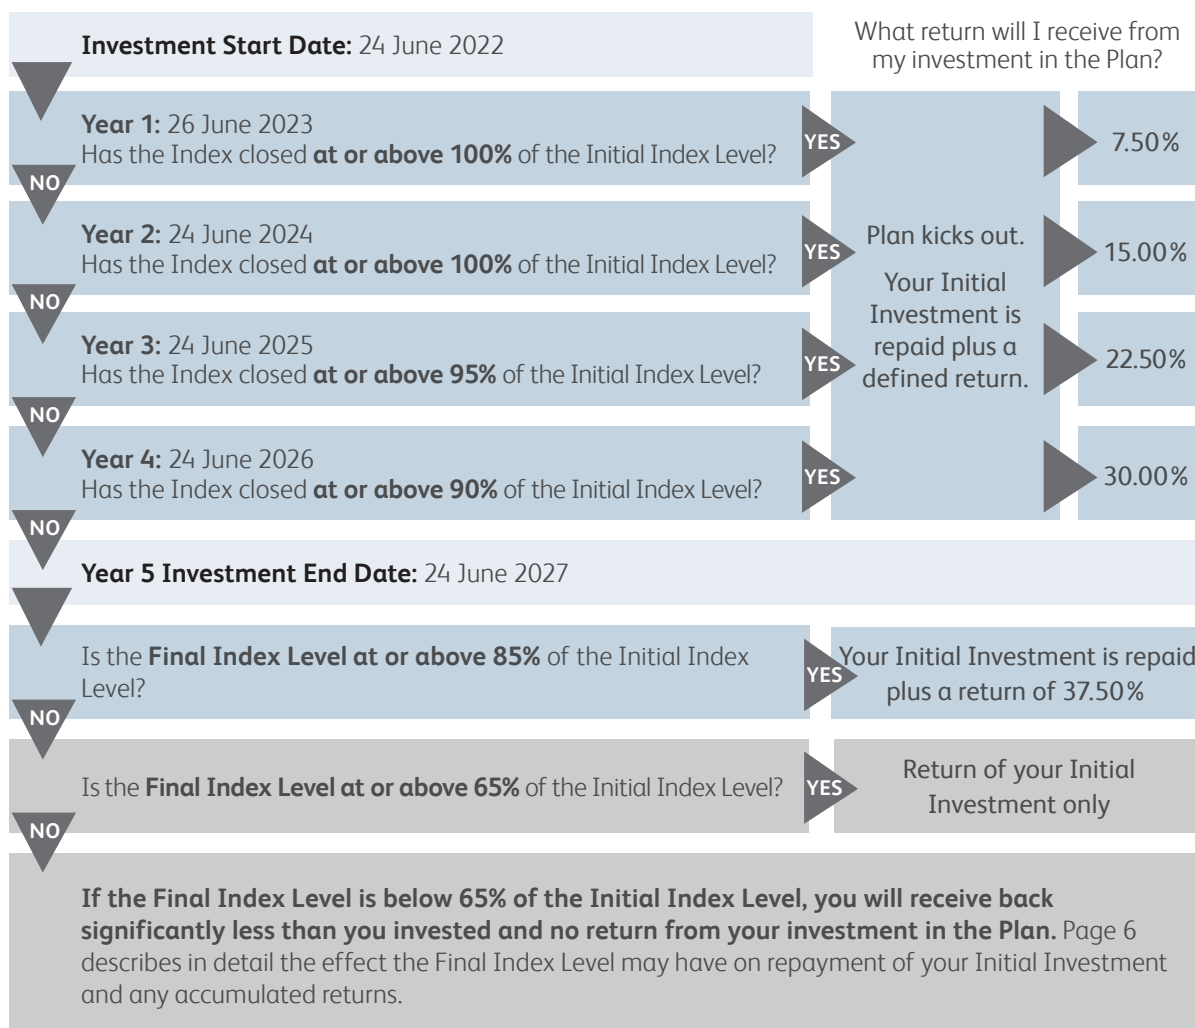 Investment Start Date: 24 June 2022
What return will I receive from
my investment in the Plan?
Year 1: 26 June 2023
Has the Index closed at or above 100% of the Initial Index Level?
YES
7.50%
NO
Year 2: 24 June 2024
Has the Index closed at or above 100% of the Initial Index Level?
YES
Plan kicks out.
Your Initial
Investment is
repaid plus a
defined return.
15.00%
NO
Year 3: 24 June 2025
Has the Index closed at or above 95% of the Initial Index Level?
YES
22.50%
NO
Year 4: 24 June 2026
Has the Index closed at or above 90% of the Initial Index Level?
YES
30.00%
NO
Year 5 Investment End Date: 24 June 2027
Is the Final Index Level at or above 85% of the Initial Index
Level?
YES
Your Initial Investment is repaid
plus a return of 37.50%
NO
Is the Final Index Level at or above 65% of the Initial Index Level?
YES
Return of your Initial
Investment only
NO
If the Final Index Level is below 65% of the Initial Index Level, you will receive back
significantly less than you invested and no return from your investment in the Plan. Page 6
describes in detail the effect the Final Index Level may have on repayment of your Initial Investment
and any accumulated returns.